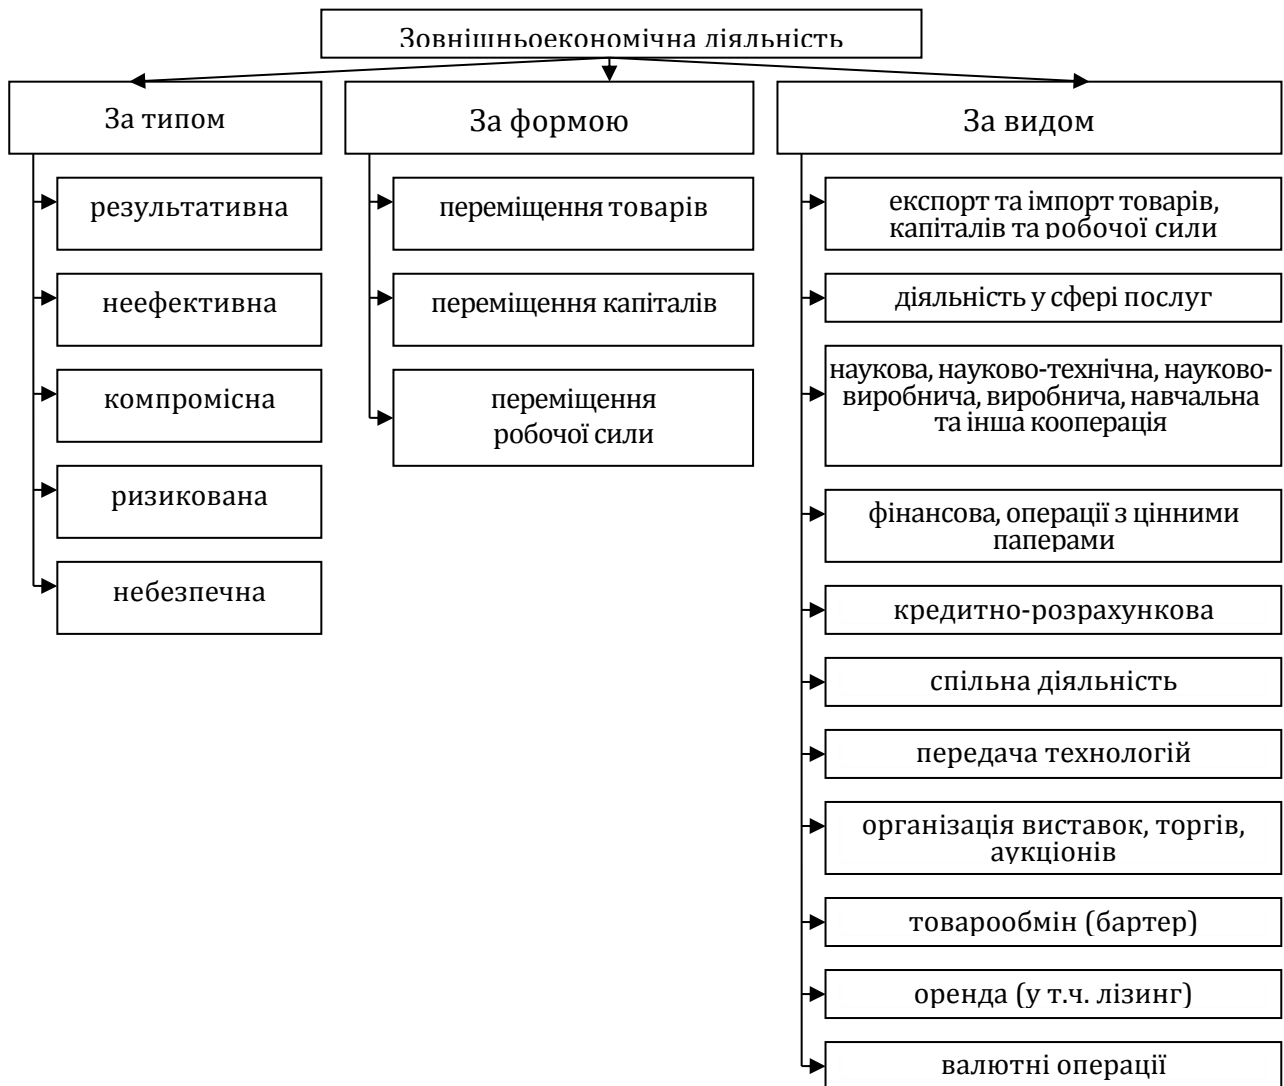 Зовнішньоекономічна діяльність
За типом
результативна
неефективна
компромісна
ризикована
небезпечна
За формою
переміщення товарів
переміщення капіталів
переміщення
робочої сили
За видом
експорт та імпорт товарів,
капіталів та робочої сили
діяльність у сфері послуг
наукова, науково-технічна, науково-
виробнича, виробнича, навчальна
та інша кооперація
фінансова, операції з цінними
паперами
кредитно-розрахункова
спільна діяльність
передача технологій
організація виставок, торгів,
аукціонів
товарообмін (бартер)
оренда (у т.ч. лізинг)
валютні операції